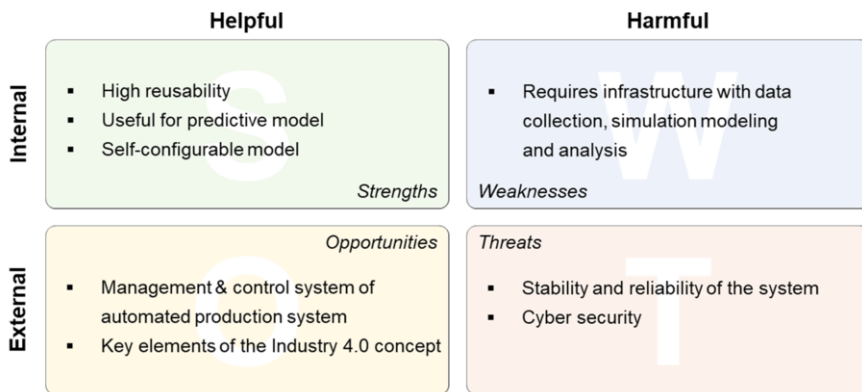 Helpful
Harmful
Internal
S
▪ High reusability
▪ Useful for predictive model
▪ Self-configurable model
Strengths
W
▪ Requires infrastructure with data
collection, simulation modeling
and analysis
Weaknesses
External
O
Opportunities
▪ Management & control system of
automated production system
▪ Key elements of the Industry 4.0 concept
T
Threats
▪ Stability and reliability of the system
▪ Cyber security